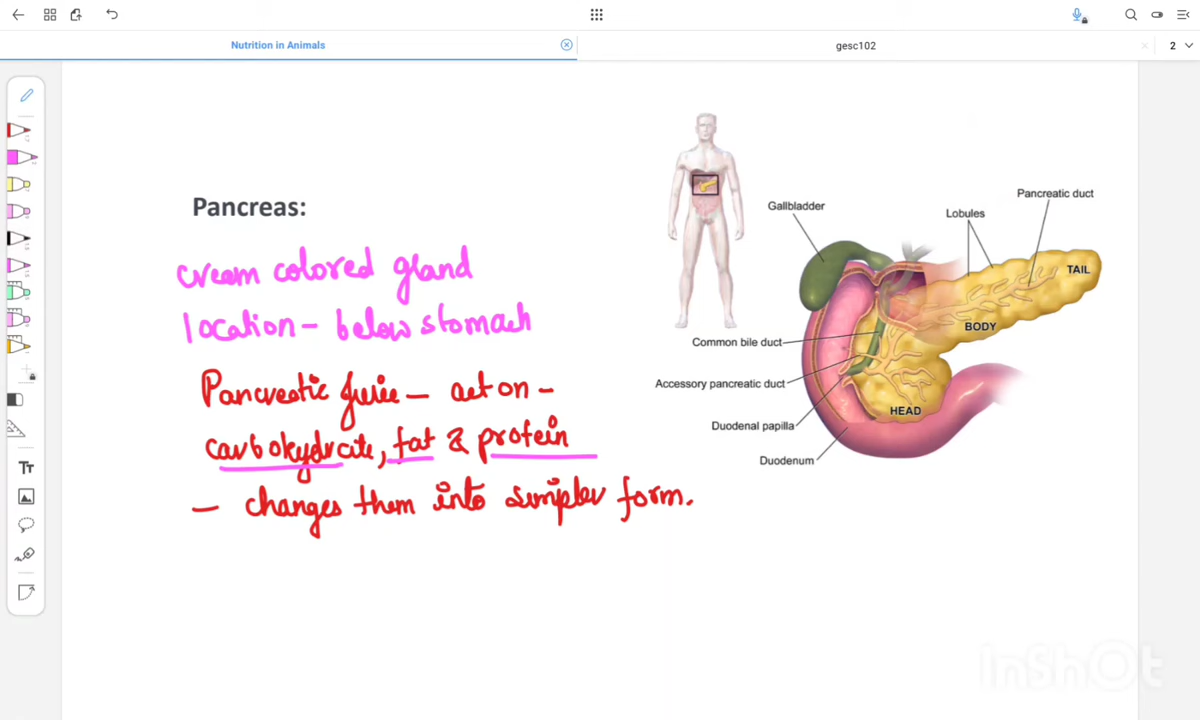 Nutrition in Animals
gesc102
2
Pancreas:
cream colored gland
location - below stomach
Pancreatic juice - act on -
carbohydrate, fat & protein
- changes them into simpler form.
Gallbladder
Pancreatic duct
Lobules
TAIL
BODY
Common bile duct
Accessory pancreatic duct
HEAD
Duodenal papilla
Duodenum
Tт
InShOt